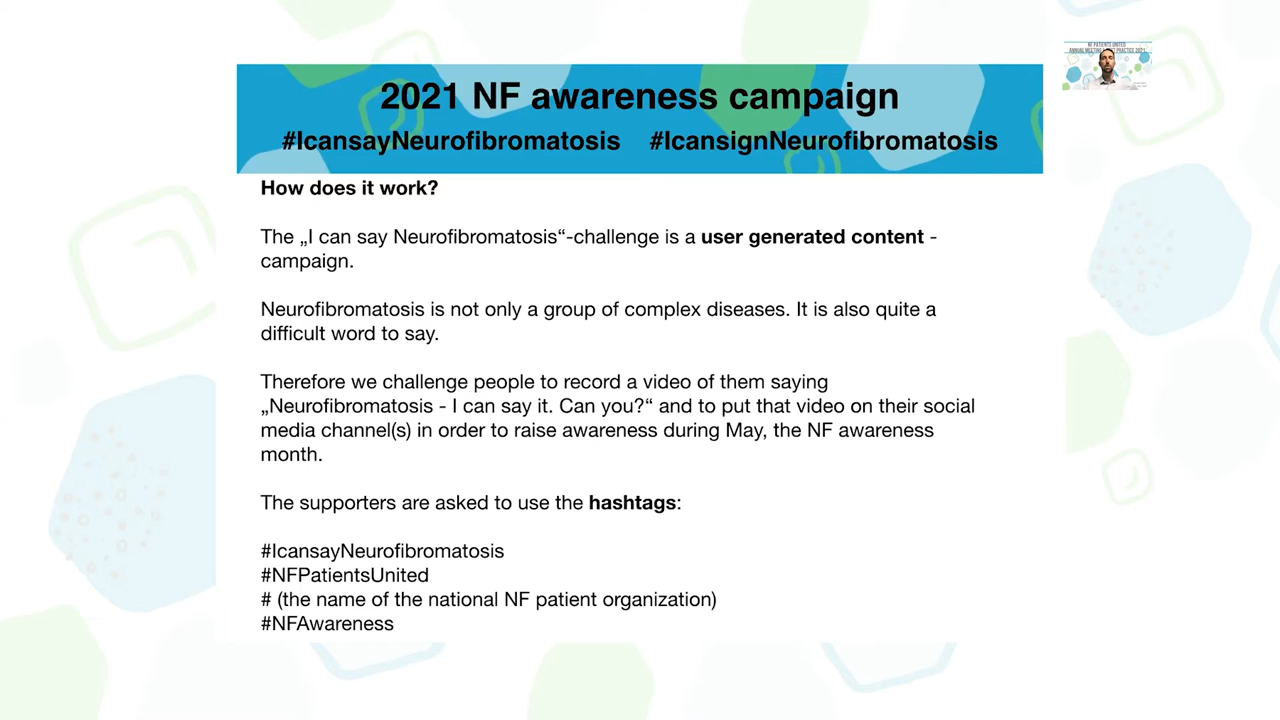 NF PATIENTS UNITED
2021 NF awareness campaign
#IcansayNeurofibromatosis #IcansignNeurofibromatosis
How does it work?
The „I can say Neurofibromatosis“-challenge is a user generated content -
campaign.
Neurofibromatosis is not only a group of complex diseases. It is also quite a
difficult word to say.
Therefore we challenge people to record a video of them saying
„Neurofibromatosis - I can say it. Can you?“ and to put that video on their social
media channel(s) in order to raise awareness during May, the NF awareness
month.
The supporters are asked to use the hashtags:
#IcansayNeurofibromatosis
#NFPatientsUnited
# (the name of the national NF patient organization)
#NFAwareness